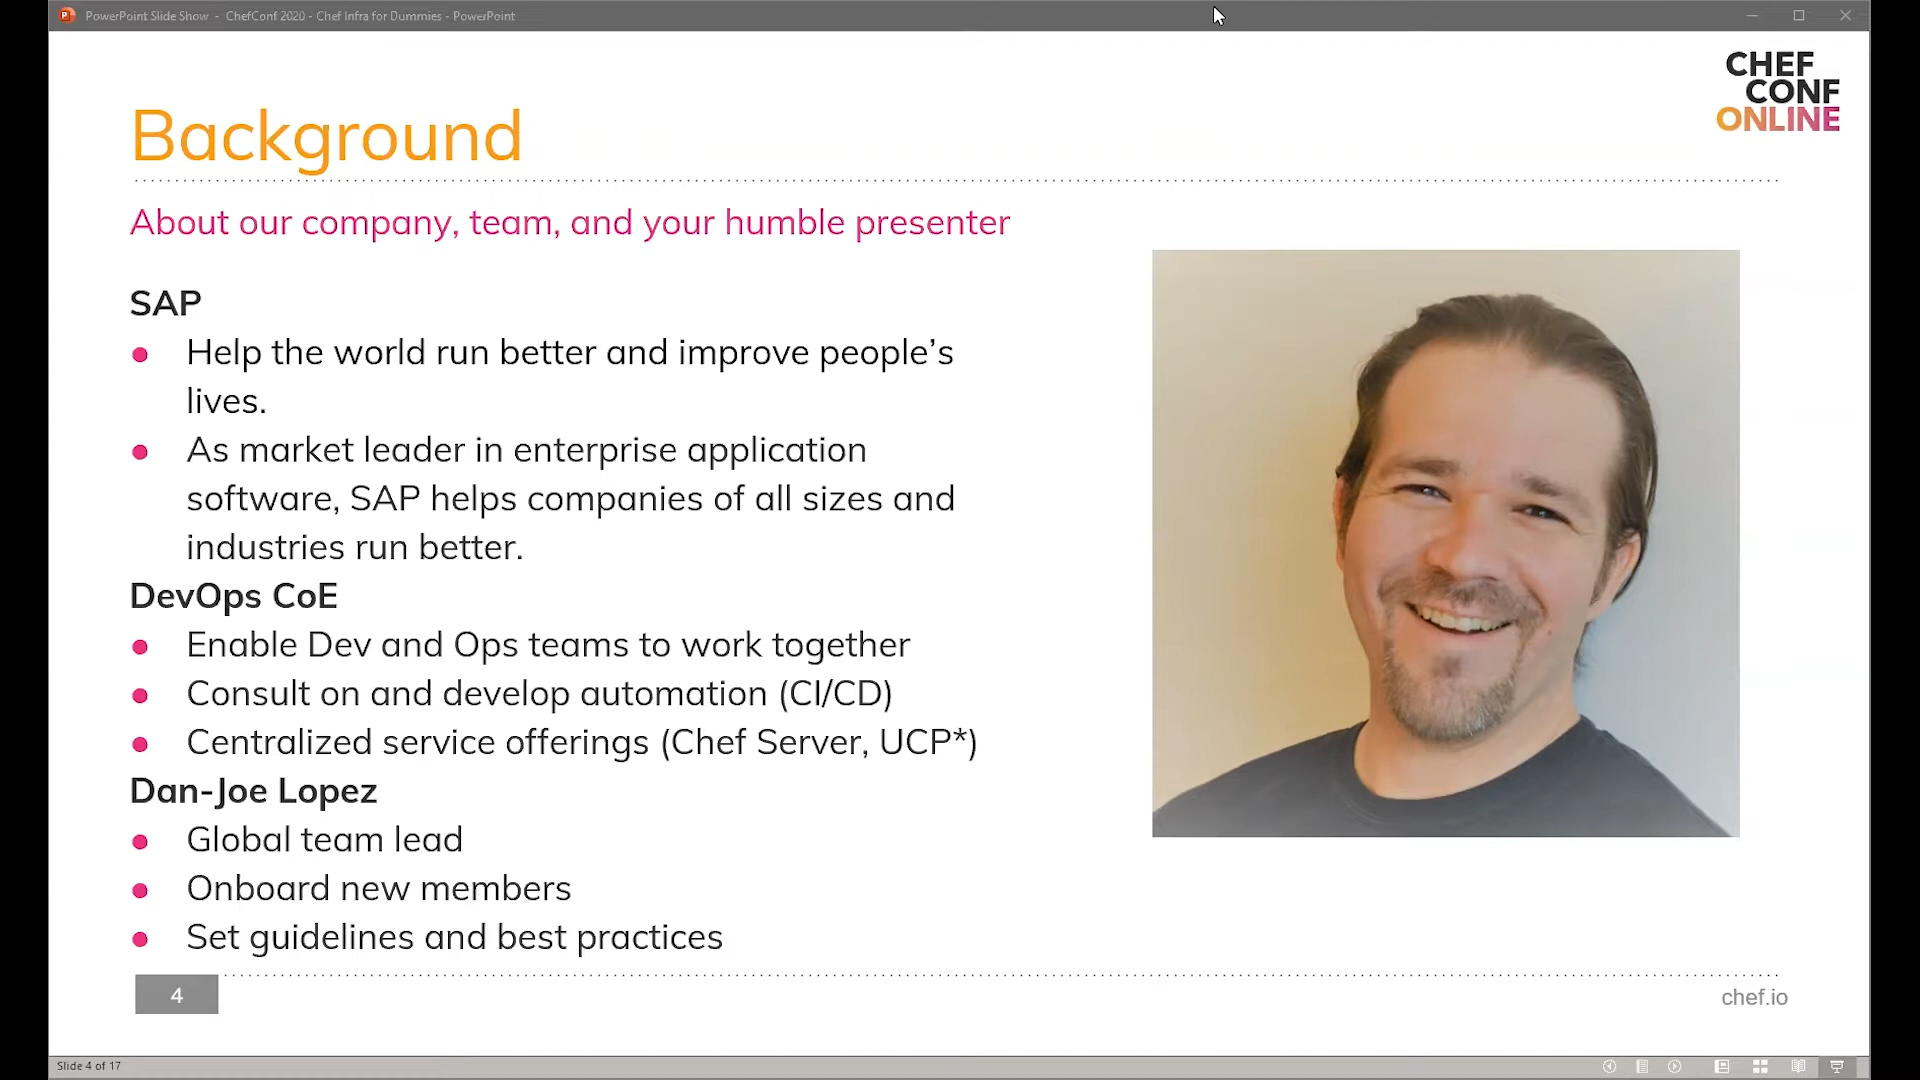 PowerPoint Slide Show - ChefConf 2020 - Chef Infra for Dummies - PowerPoint
CHEF
CONF
ONLINE
Background
About our company, team, and your humble presenter
SAP
● Help the world run better and improve people’s
lives.
● As market leader in enterprise application
software, SAP helps companies of all sizes and
industries run better.
DevOps CoE
● Enable Dev and Ops teams to work together
● Consult on and develop automation (CI/CD)
● Centralized service offerings (Chef Server, UCP*)
Dan-Joe Lopez
● Global team lead
● Onboard new members
● Set guidelines and best practices
4
chef.io
Slide 4 of 17